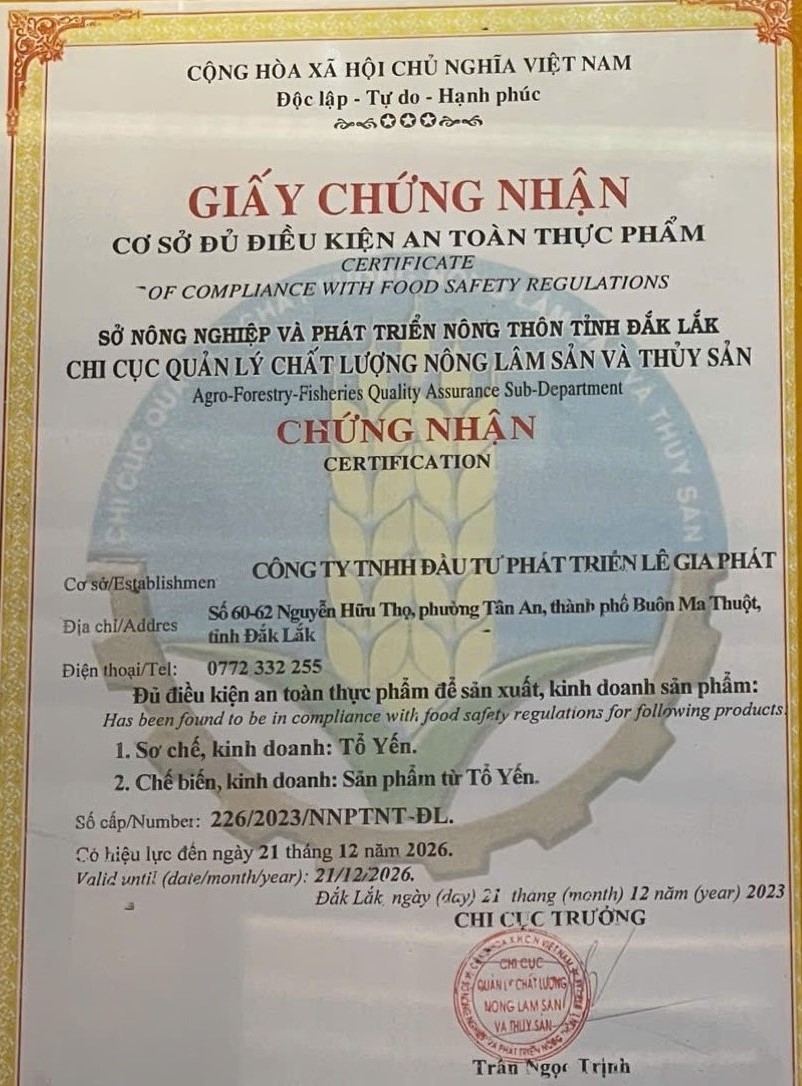 CỘNG HÒA XÃ HỘI CHỦ NGHĨA VIỆT NAM
Độc lập - Tự do - Hạnh phúc
GIẤY CHỨNG NHẬN
CƠ SỞ ĐỦ ĐIỀU KIỆN AN TOÀN THỰC PHẨM
CERTIFICATE
OF COMPLIANCE WITH FOOD SAFETY REGULATIONS
SỞ NÔNG NGHIỆP VÀ PHÁT TRIỂN NÔNG THÔN TỈNH ĐẮK LẮK
CHI CỤC QUẢN LÝ CHẤT LƯỢNG NÔNG LÂM SẢN VÀ THỦY SẢN
Agro-Forestry-Fisheries Quality Assurance Sub-Department
CHỨNG NHẬN
CERTIFICATION
Cơ sở/Establishmen CÔNG TY TNHH ĐẦU TƯ PHÁT TRIỂN LÊ GIA PHÁT
Địa chỉ/Addres Số 60-62 Nguyễn Hữu Thọ, phường Tân An, thành phố Buôn Ma Thuột,
tỉnh Đắk Lắk
Điện thoại/Tel: 0772 332 255
Đủ điều kiện an toàn thực phẩm để sản xuất, kinh doanh sản phẩm:
Has been found to be in compliance with food safety regulations for following products:
1. Sơ chế, kinh doanh: Tổ Yến.
2. Chế biến, kinh doanh: Sản phẩm từ Tổ Yến.
Số cấp/Number: 226/2023/NNPTNT-ĐL.
Có hiệu lực đến ngày 21 tháng 12 năm 2026.
Valid until (date/month/year): 21/12/2026.
Đắk Lắk, ngày (day) 21 tháng (month) 12 năm (year) 2023
CHI CỤC TRƯỞNG
CHI CỤC
QUẢN LÝ CHẤT LƯỢNG
NÔNG LÂM SẢN
VÀ THỦY SẢN
Trần Ngọc Trịnh